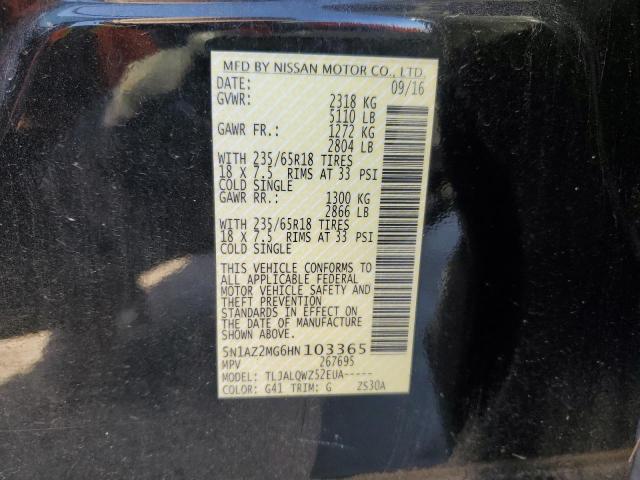 MFD BY NISSAN MOTOR CO., LTD.
DATE: 09/16
GVWR: 2318 KG
5110 LB
GAWR FR.: 1272 KG
2804 LB
WITH 235/65R18 TIRES
18 X 7.5 RIMS AT 33 PSI
COLD SINGLE
GAWR RR.: 1300 KG
2866 LB
WITH 235/65R18 TIRES
18 X 7.5 RIMS AT 33 PSI
COLD SINGLE
THIS VEHICLE CONFORMS TO
ALL APPLICABLE FEDERAL
MOTOR VEHICLE SAFETY AND
THEFT PREVENTION
STANDARDS IN EFFECT ON
THE DATE OF MANUFACTURE
SHOWN ABOVE.
5N1AZ2MG6HN103365
MPV 267695
MODEL: TLJALQWZ52EUA-----
COLOR: G41 TRIM: G ZS30A